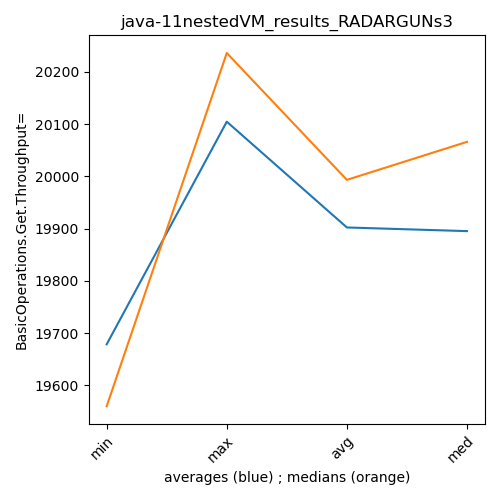 java-11nestedVM_results_RADARGUNs3
BasicOperations.Get.Throughput=
20200
20100
20000
19900
19800
19700
19600
min
max
avg
med
averages (blue) ; medians (orange)